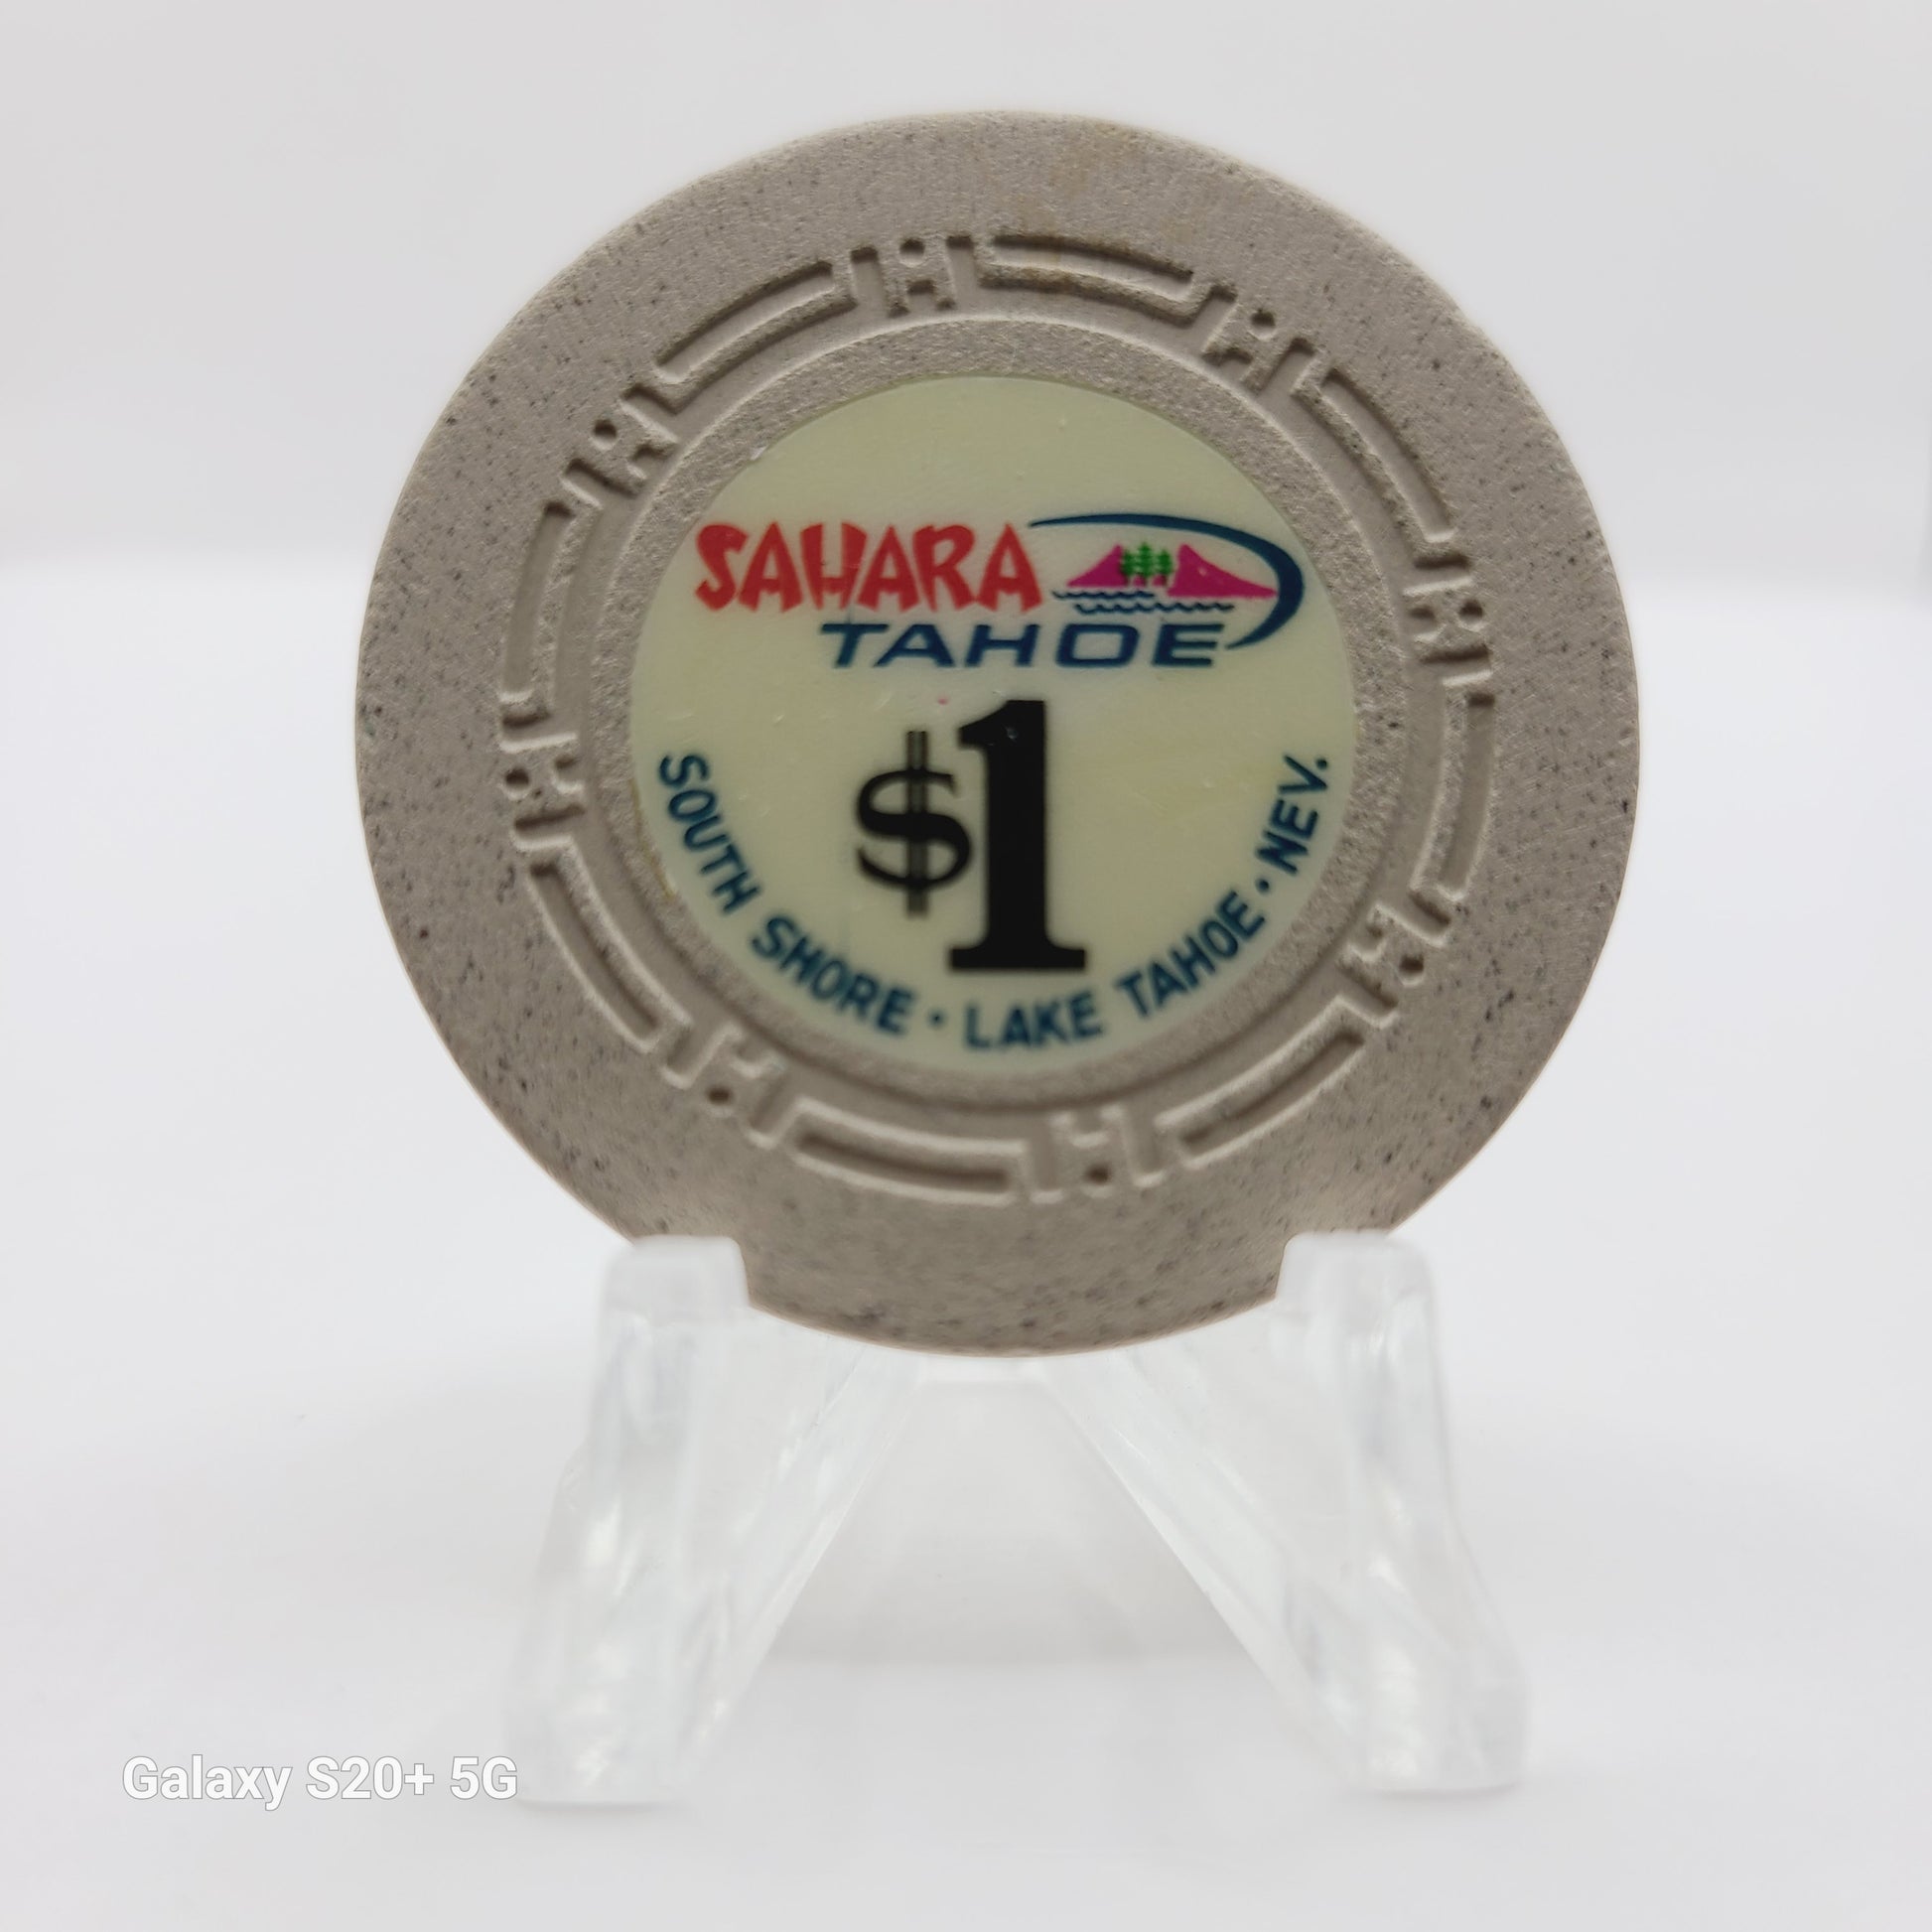 SAHARA
TAHOE
$1
SOUTH SHORE • LAKE TAHOE • NEV.
Galaxy S20+ 5G